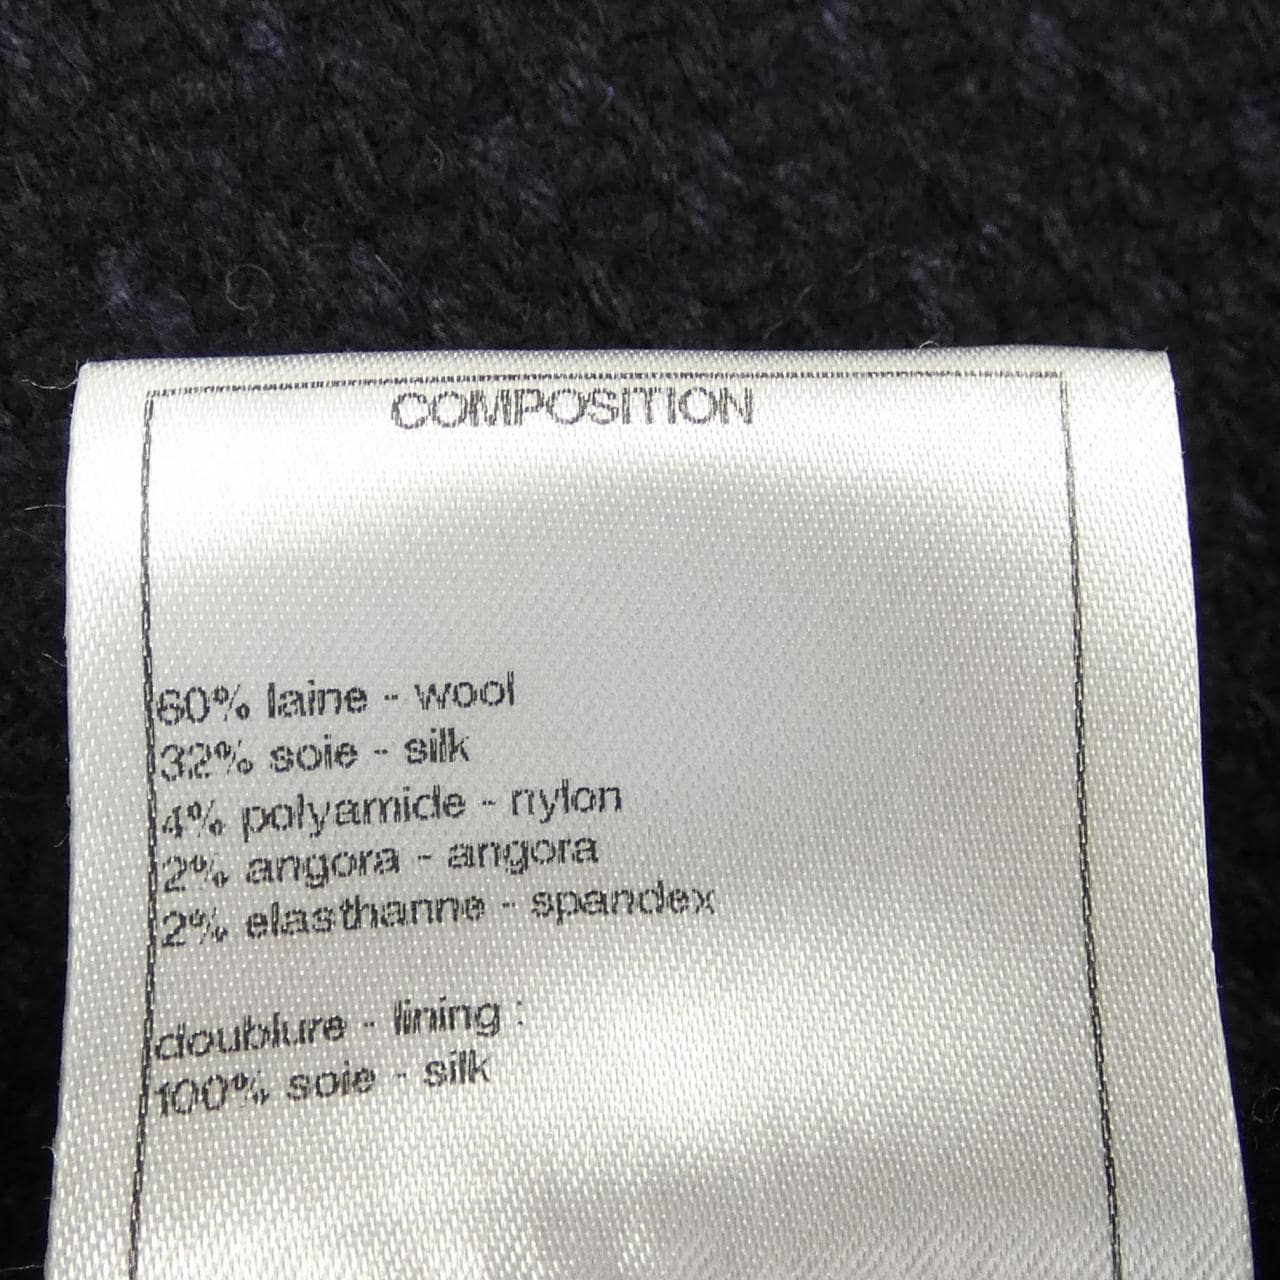 COMPOSITION
60% laine - wool
32% soie - silk
4% polyamide - nylon
2% angora - angora
2% elasthanne - spandex
doublure - lining :
100% soie - silk